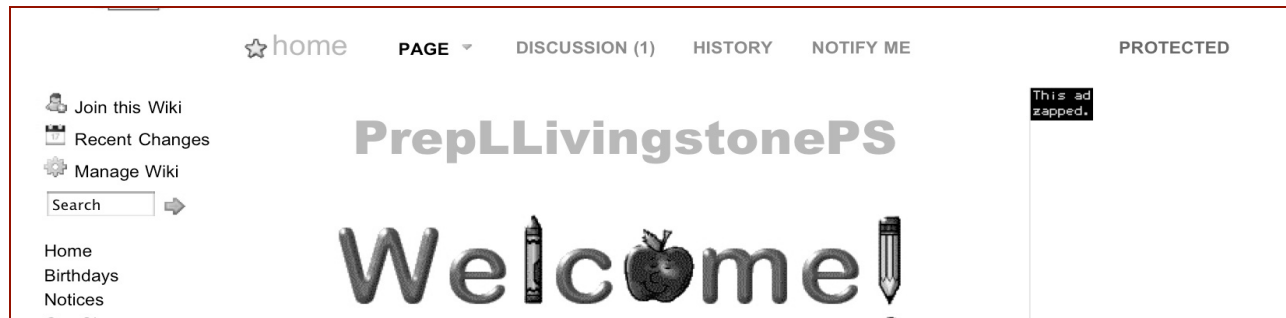 home PAGE DISCUSSION (1) HISTORY NOTIFY ME PROTECTED
Join this Wiki
Recent Changes
Manage Wiki
Search
Home
Birthdays
Notices
PrepLLivingstonePS
Welcome!
This ad
zapped.